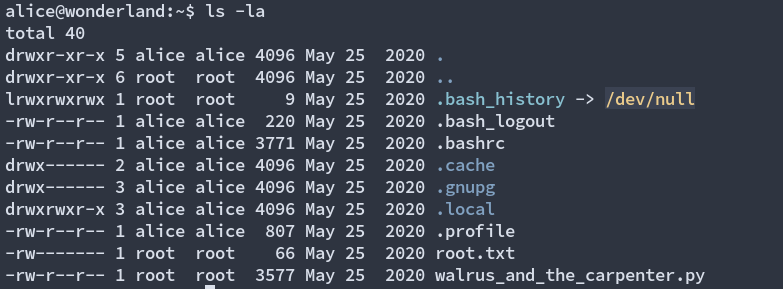 alice@wonderland:~$ ls -la
total 40
drwxr-xr-x 5 alice alice 4096 May 25  2020 .
drwxr-xr-x 6 root  root  4096 May 25  2020 ..
lrwxrwxrwx 1 root  root     9 May 25  2020 .bash_history -> /dev/null
-rw-r--r-- 1 alice alice  220 May 25  2020 .bash_logout
-rw-r--r-- 1 alice alice 3771 May 25  2020 .bashrc
drwx------ 2 alice alice 4096 May 25  2020 .cache
drwx------ 3 alice alice 4096 May 25  2020 .gnupg
drwxrwxr-x 3 alice alice 4096 May 25  2020 .local
-rw-r--r-- 1 alice alice  807 May 25  2020 .profile
-rw------- 1 root  root    66 May 25  2020 root.txt
-rw-r--r-- 1 root  root  3577 May 25  2020 walrus_and_the_carpenter.py